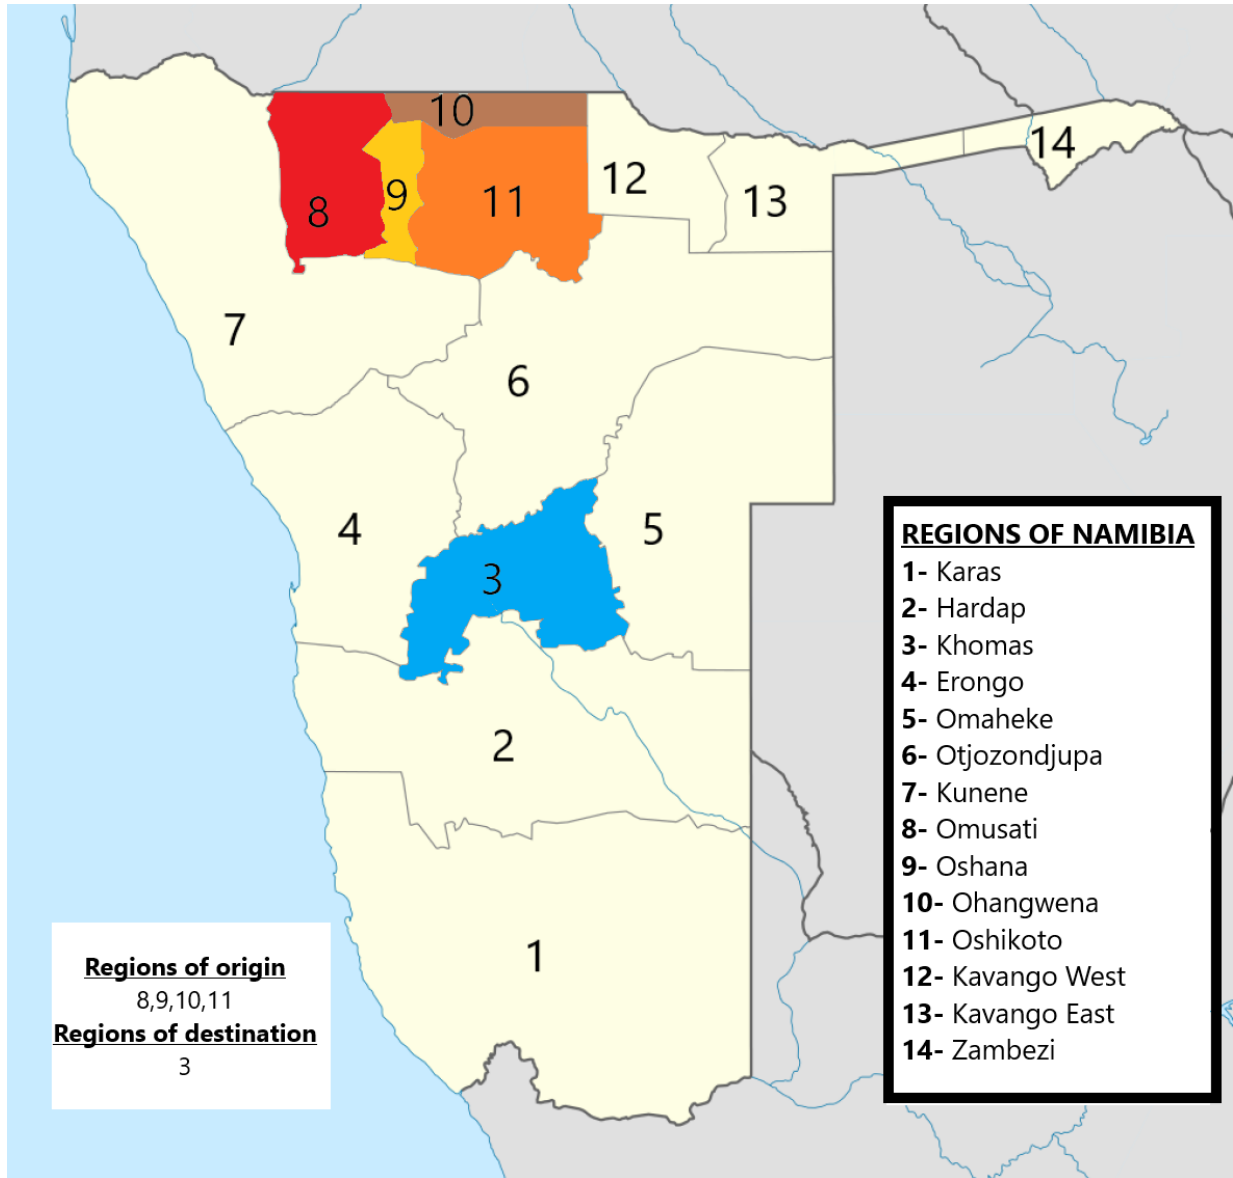 10
14
12
13
8
9
11
7
6
4
5
3
2
1
REGIONS OF NAMIBIA
1- Karas
2- Hardap
3- Khomas
4- Erongo
5- Omaheke
6- Otjozondjupa
7- Kunene
8- Omusati
9- Oshana
10- Ohangwena
11- Oshikoto
12- Kavango West
13- Kavango East
14- Zambezi
Regions of origin
8,9,10,11
Regions of destination
3